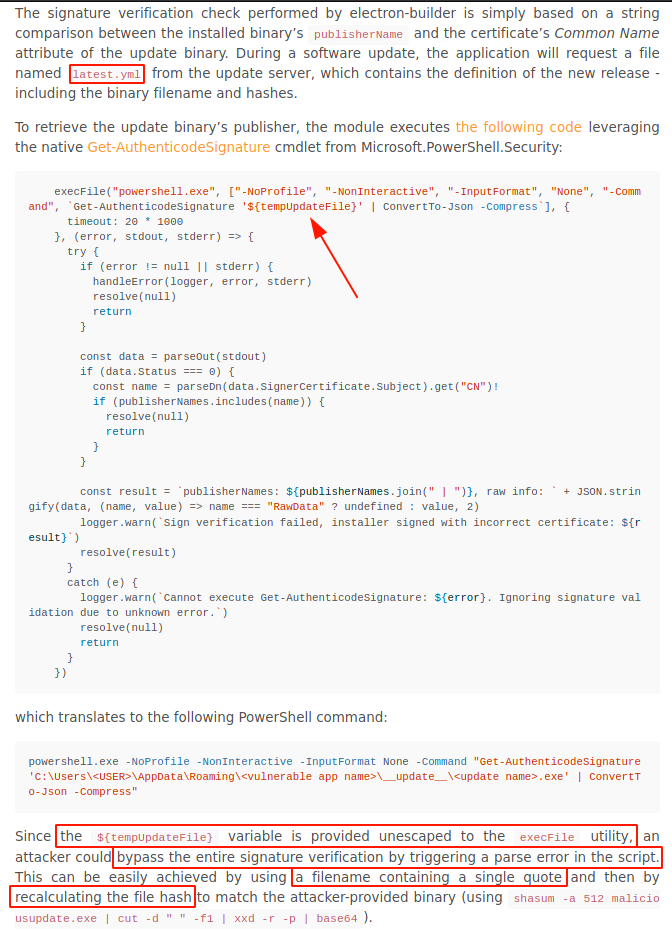 The signature verification check performed by electron-builder is simply based on a string
comparison between the installed binary's publisherName and the certificate's Common Name
attribute of the update binary. During a software update, the application will request a file
named latest.yml from the update server, which contains the definition of the new release -
including the binary filename and hashes.
To retrieve the update binary's publisher, the module executes the following code leveraging
the native Get-AuthenticodeSignature cmdlet from Microsoft.PowerShell.Security:
execFile("powershell.exe", ["-NoProfile", "-NonInteractive", "-InputFormat", "None", "-Comm
and", `Get-AuthenticodeSignature '${tempUpdateFile}' | ConvertTo-Json -Compress`], {
timeout: 20 * 1000
}, (error, stdout, stderr) => {
try {
if (error != null || stderr) {
handleError(logger, error, stderr)
resolve(null)
return
}
const data = parseOut(stdout)
if (data.Status === 0) {
const name = parseDn(data.SignerCertificate.Subject).get("CN")!
if (publisherNames.includes(name)) {
resolve(null)
return
}
}
const result = `publisherNames: ${publisherNames.join(" | ")}, raw info: ` + JSON.strin
gify(data, (name, value) => name === "RawData" ? undefined : value, 2)
logger.warn(`Sign verification failed, installer signed with incorrect certificate: ${r
esult}`)
resolve(result)
}
catch (e) {
logger.warn(`Cannot execute Get-AuthenticodeSignature: ${error}. Ignoring signature val
idation due to unknown error.`)
resolve(null)
return
}
})
which translates to the following PowerShell command:
powershell.exe -NoProfile -NonInteractive -InputFormat None -Command "Get-AuthenticodeSignature
'C:\Users\<USER>\AppData\Roaming\<vulnerable app name>\__update__\<update name>.exe' | ConvertT
o-Json -Compress"
Since the ${tempUpdateFile} variable is provided unescaped to the execFile utility, an
attacker could bypass the entire signature verification by triggering a parse error in the script.
This can be easily achieved by using a filename containing a single quote and then by
recalculating the file hash to match the attacker-provided binary (using shasum -a 512 malicio
usupdate.exe | cut -d " " -f1 | xxd -r -p | base64 ).